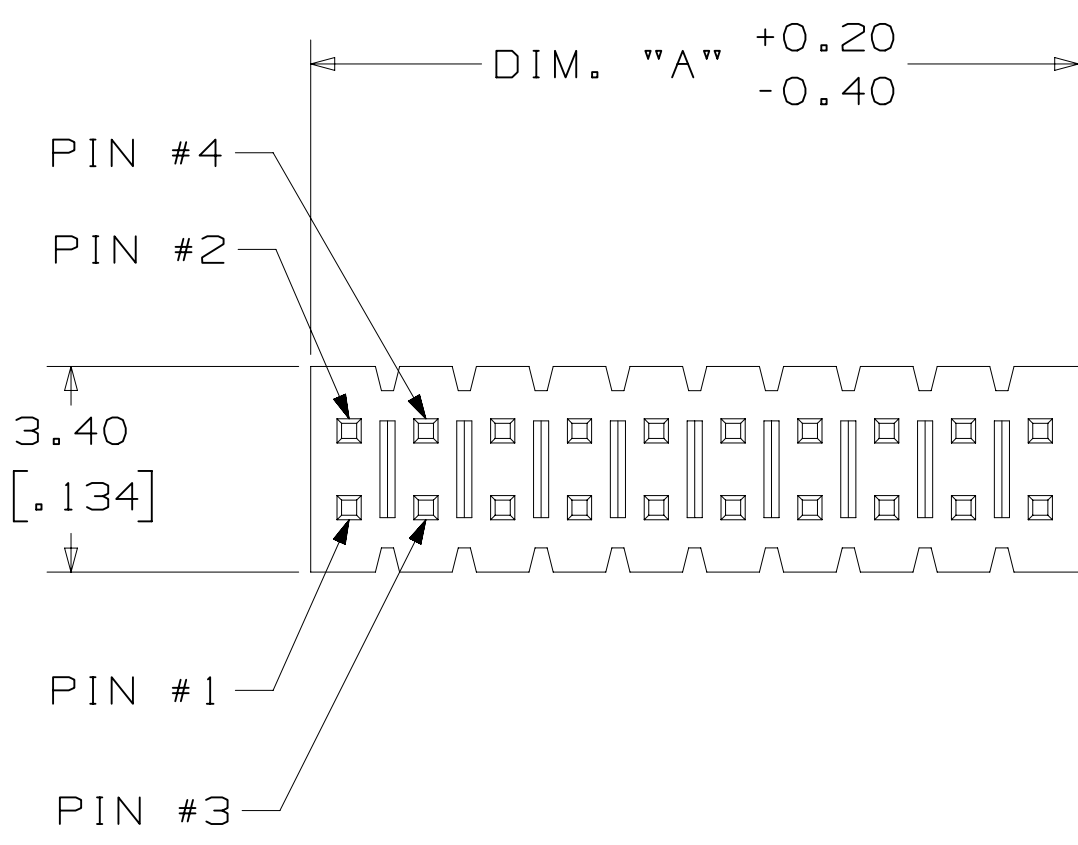 +0.20
DIM. "A"
-0.40
PIN #4
PIN #2
3.40
[.134]
PIN #1
PIN #3